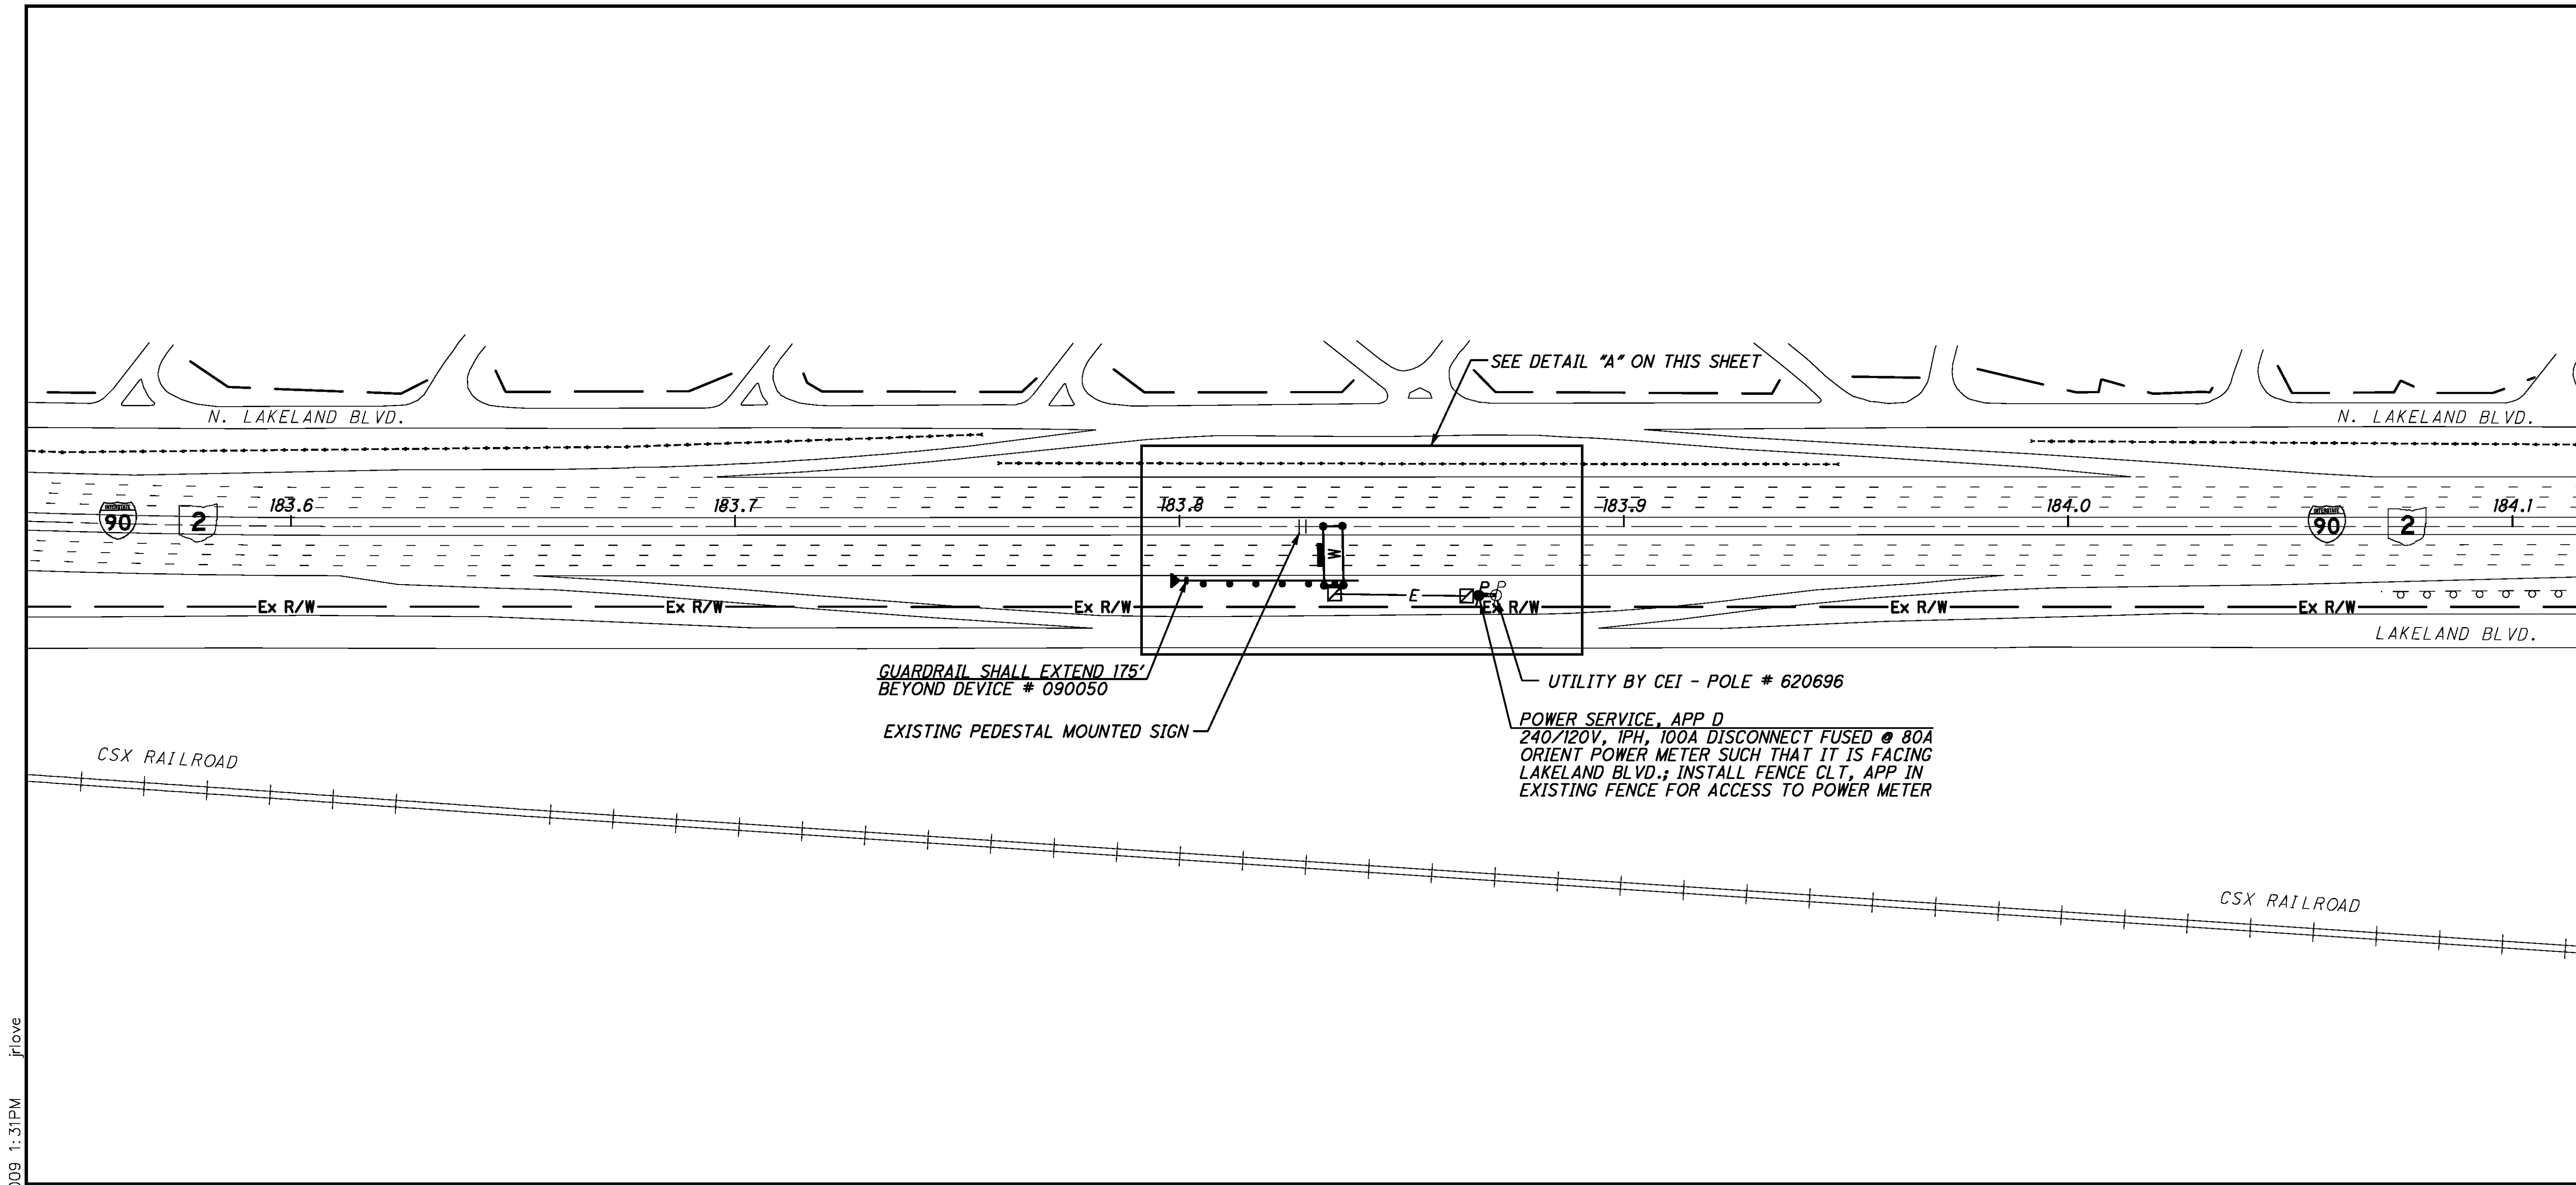 SEE DETAIL "A" ON THIS SHEET
N. LAKELAND BLVD.
N. LAKELAND BLVD.
INTERSTATE
90
2
183.6
183.7
183.8
183.9
184.0
INTERSTATE
90
2
184.1
W
E
P
P
Ex R/W
Ex R/W
Ex R/W
Ex R/W
Ex R/W
Ex R/W
LAKELAND BLVD.
GUARDRAIL SHALL EXTEND 175'
BEYOND DEVICE # 090050
EXISTING PEDESTAL MOUNTED SIGN
UTILITY BY CEI - POLE # 620696
POWER SERVICE, APP D
240/120V, 1PH, 100A DISCONNECT FUSED @ 80A
ORIENT POWER METER SUCH THAT IT IS FACING
LAKELAND BLVD.; INSTALL FENCE CLT, APP IN
EXISTING FENCE FOR ACCESS TO POWER METER
CSX RAILROAD
CSX RAILROAD
009 1:31PM jrlove